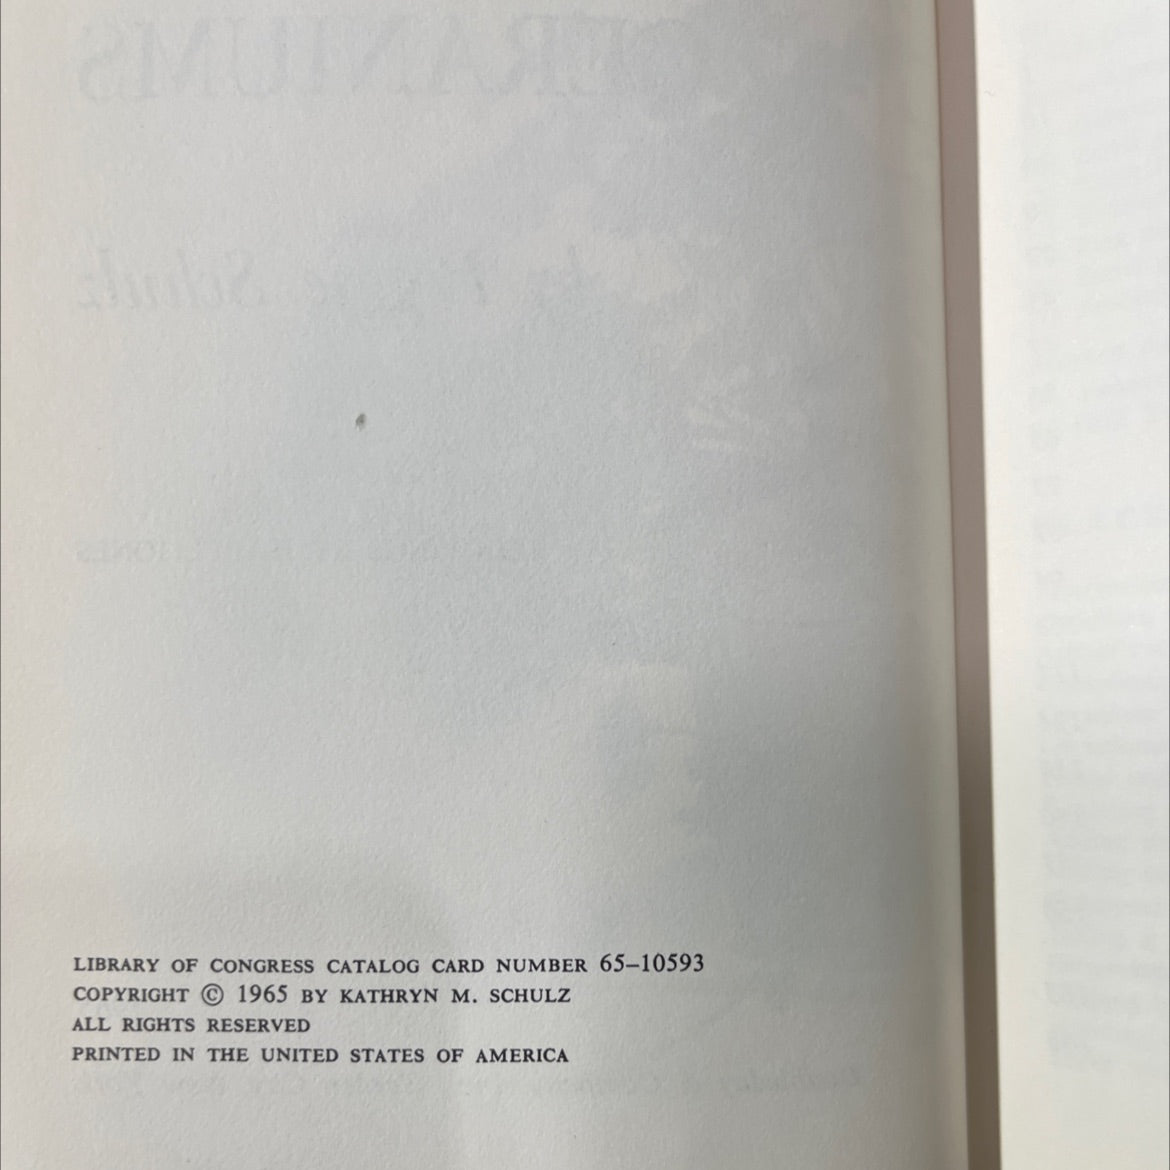 LIBRARY OF CONGRESS CATALOG CARD NUMBER 65–10593
COPYRIGHT © 1965 BY KATHRYN M. SCHULZ
ALL RIGHTS RESERVED
PRINTED IN THE UNITED STATES OF AMERICA